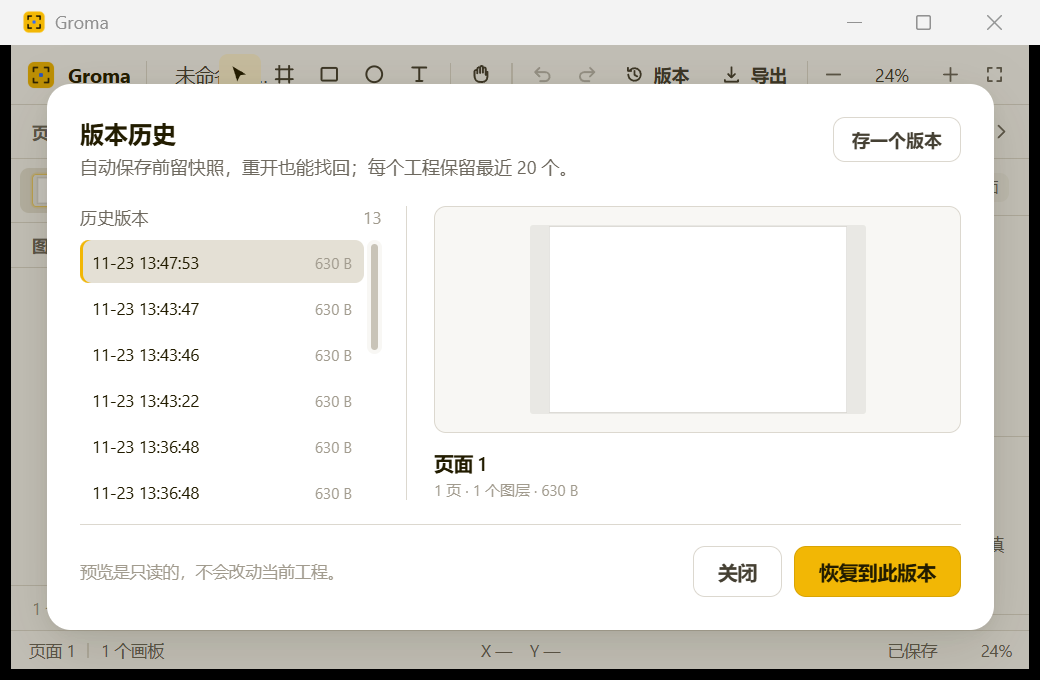 Groma
Groma
未命
版本
导出
24%
页
版本历史
自动保存前留快照，重开也能找回；每个工程保留最近 20 个。
存一个版本
历史版本
13
11-23 13:47:53
630 B
11-23 13:43:47
630 B
11-23 13:43:46
630 B
11-23 13:43:22
630 B
11-23 13:36:48
630 B
11-23 13:36:48
630 B
图
页面 1
1 页 · 1 个图层 · 630 B
预览是只读的，不会改动当前工程。
关闭
恢复到此版本
1
页面 1
1 个画板
X —
Y —
已保存
24%